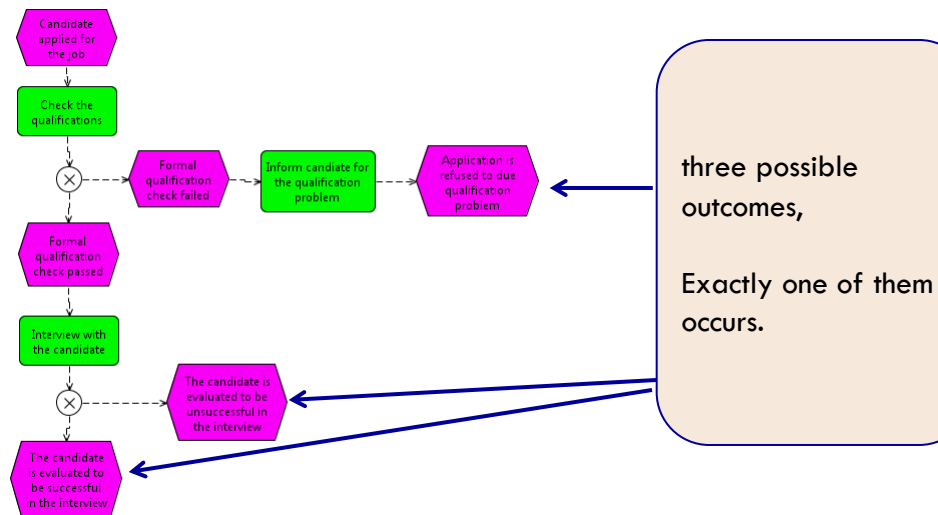 Candidate
applied for
the job
Check the
qualifications
Formal
qualification
check failed
Inform candiate for
the qualification
problem
Application is
refused to due
qualification
problem
Formal
qualification
check passed
Interview with
the candidate
The candidate is
evaluated to be
unsuccessful in
the interview
The candidate
is evaluated to
be successful
in the interview
three possible
outcomes,
Exactly one of them
occurs.